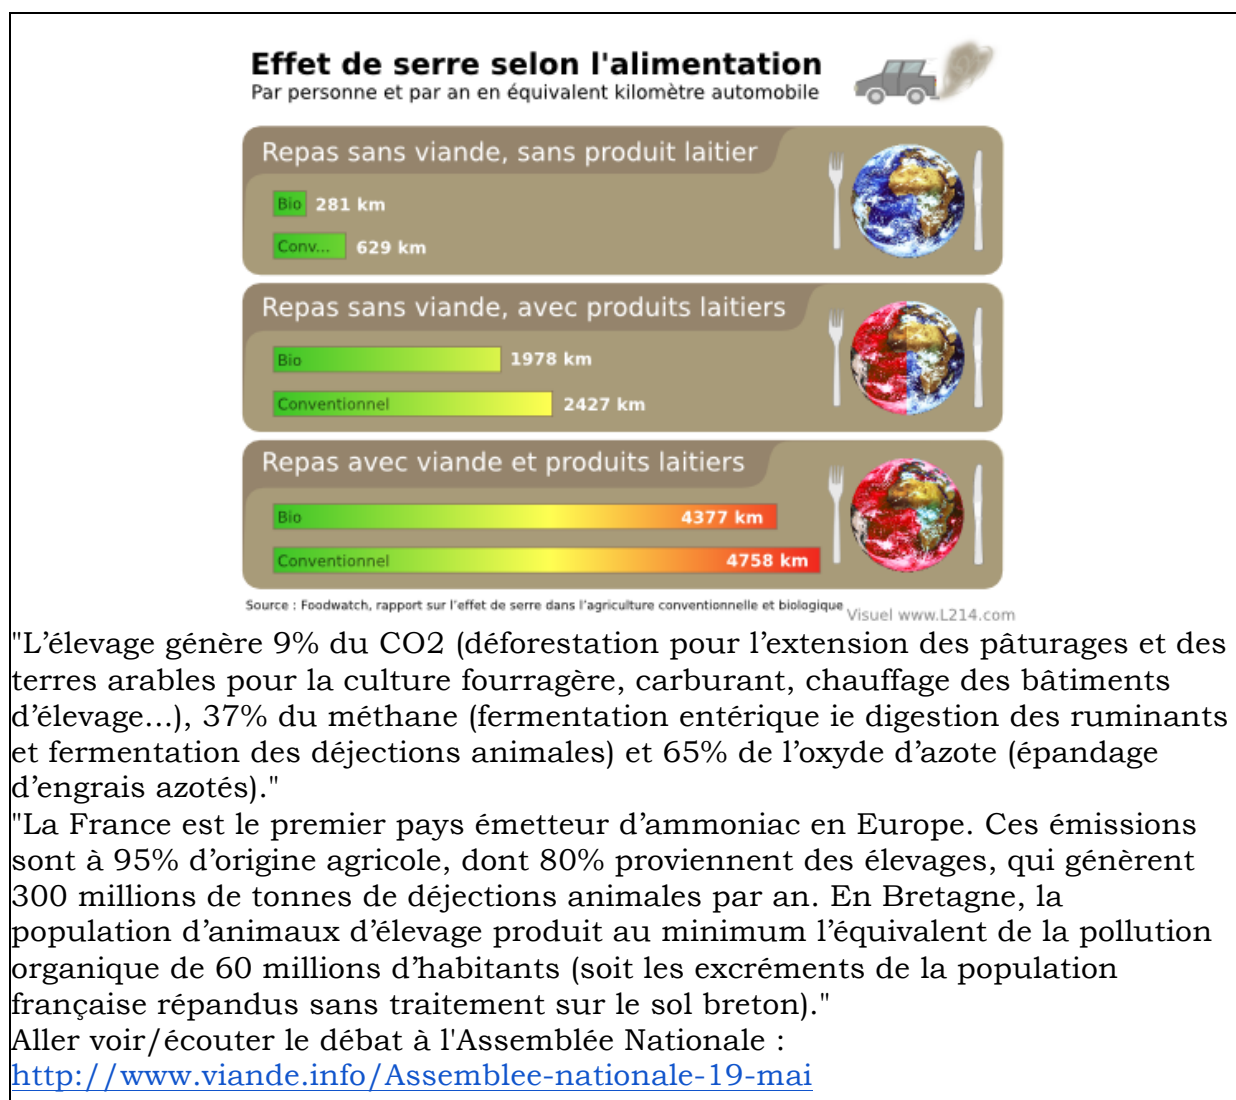 Effet de serre selon l'alimentation
Par personne et par an en équivalent kilomètre automobile
Repas sans viande, sans produit laitier
Bio 281 km
Conv... 629 km
Repas sans viande, avec produits laitiers
Bio 1978 km
Conventionnel 2427 km
Repas avec viande et produits laitiers
Bio 4377 km
Conventionnel 4758 km
Source : Foodwatch, rapport sur l'effet de serre dans l'agriculture conventionnelle et biologique
Visuel www.L214.com
"L’élevage génère 9% du CO2 (déforestation pour l’extension des pâturages et des
terres arables pour la culture fourragère, carburant, chauffage des bâtiments
d’élevage…), 37% du méthane (fermentation entérique ie digestion des ruminants
et fermentation des déjections animales) et 65% de l’oxyde d’azote (épandage
d’engrais azotés)."
"La France est le premier pays émetteur d’ammoniac en Europe. Ces émissions
sont à 95% d’origine agricole, dont 80% proviennent des élevages, qui génèrent
300 millions de tonnes de déjections animales par an. En Bretagne, la
population d’animaux d’élevage produit au minimum l’équivalent de la pollution
organique de 60 millions d’habitants (soit les excréments de la population
française répandus sans traitement sur le sol breton)."
Aller voir/écouter le débat à l'Assemblée Nationale :
http://www.viande.info/Assemblee-nationale-19-mai